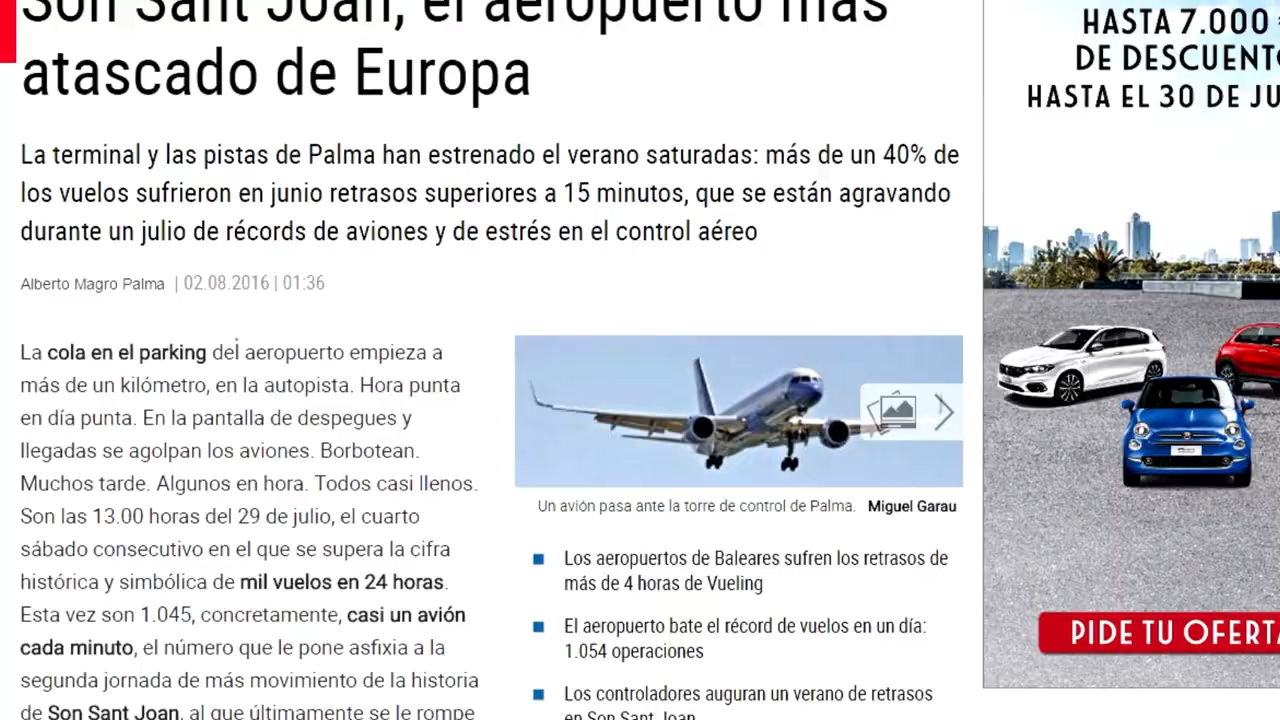 Son Sant Joan, el aeropuerto más
atascado de Europa
La terminal y las pistas de Palma han estrenado el verano saturadas: más de un 40% de
los vuelos sufrieron en junio retrasos superiores a 15 minutos, que se están agravando
durante un julio de récords de aviones y de estrés en el control aéreo
Alberto Magro Palma | 02.08.2016 | 01:36
La cola en el parking del aeropuerto empieza a
más de un kilómetro, en la autopista. Hora punta
en día punta. En la pantalla de despegues y
llegadas se agolpan los aviones. Borbotean.
Muchos tarde. Algunos en hora. Todos casi llenos.
Son las 13.00 horas del 29 de julio, el cuarto
sábado consecutivo en el que se supera la cifra
histórica y simbólica de mil vuelos en 24 horas.
Esta vez son 1.045, concretamente, casi un avión
cada minuto, el número que le pone asfixia a la
segunda jornada de más movimiento de la historia
de Son Sant Joan, al que últimamente se le rompe
Un avión pasa ante la torre de control de Palma. Miguel Garau
Los aeropuertos de Baleares sufren los retrasos de
más de 4 horas de Vueling
El aeropuerto bate el récord de vuelos en un día:
1.054 operaciones
Los controladores auguran un verano de retrasos
en Son Sant Joan
HASTA 7.000
DE DESCUENTO
HASTA EL 30 DE JU
PIDE TU OFERTA